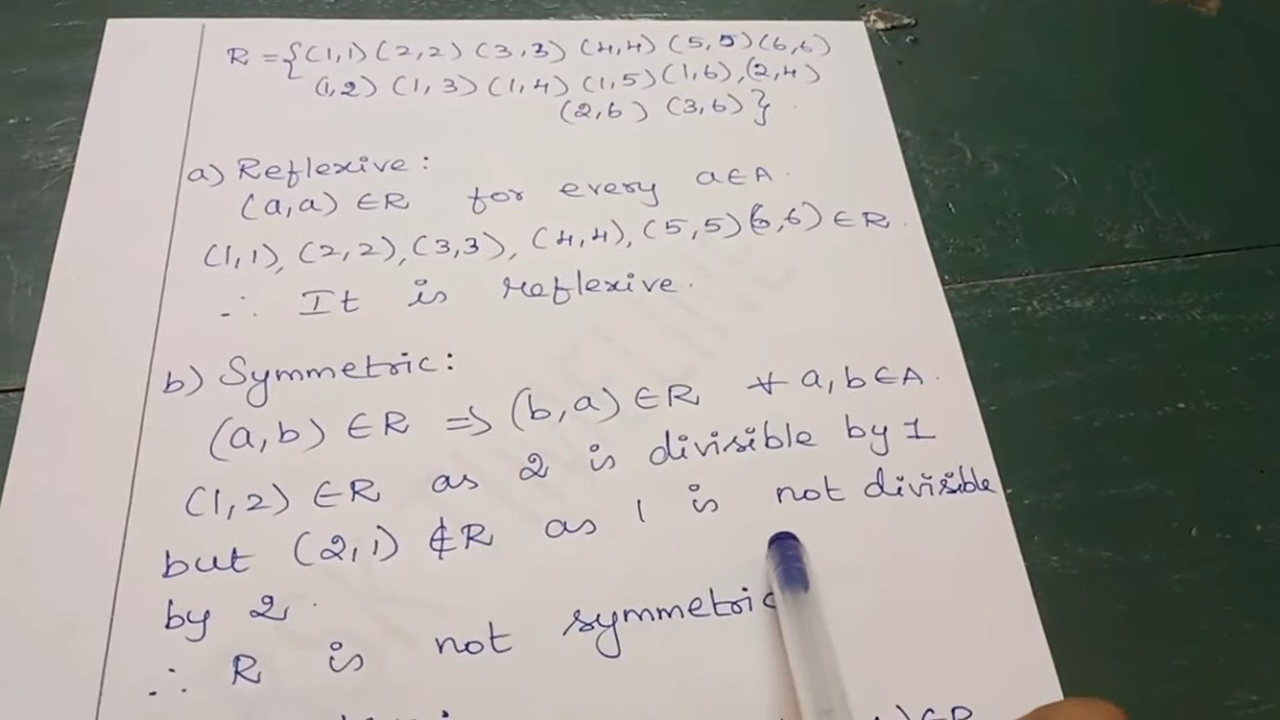 R = {(1,1) (2,2) (3,3) (4,4) (5,5) (6,6)
(1,2) (1,3) (1,4) (1,5) (1,6), (2,4)
(2,6) (3,6)}
a) Reflexive:
(a,a) ∈ R for every a ∈ A.
(1,1), (2,2), (3,3), (4,4), (5,5) (6,6) ∈ R.
∴ It is reflexive.
b) Symmetric:
(a,b) ∈ R => (b,a) ∈ R ∀ a,b ∈ A.
(1,2) ∈ R as 2 is divisible by 1
but (2,1) ∉ R as 1 is not divisible
by 2.
∴ R is not symmetric
) ∈ R